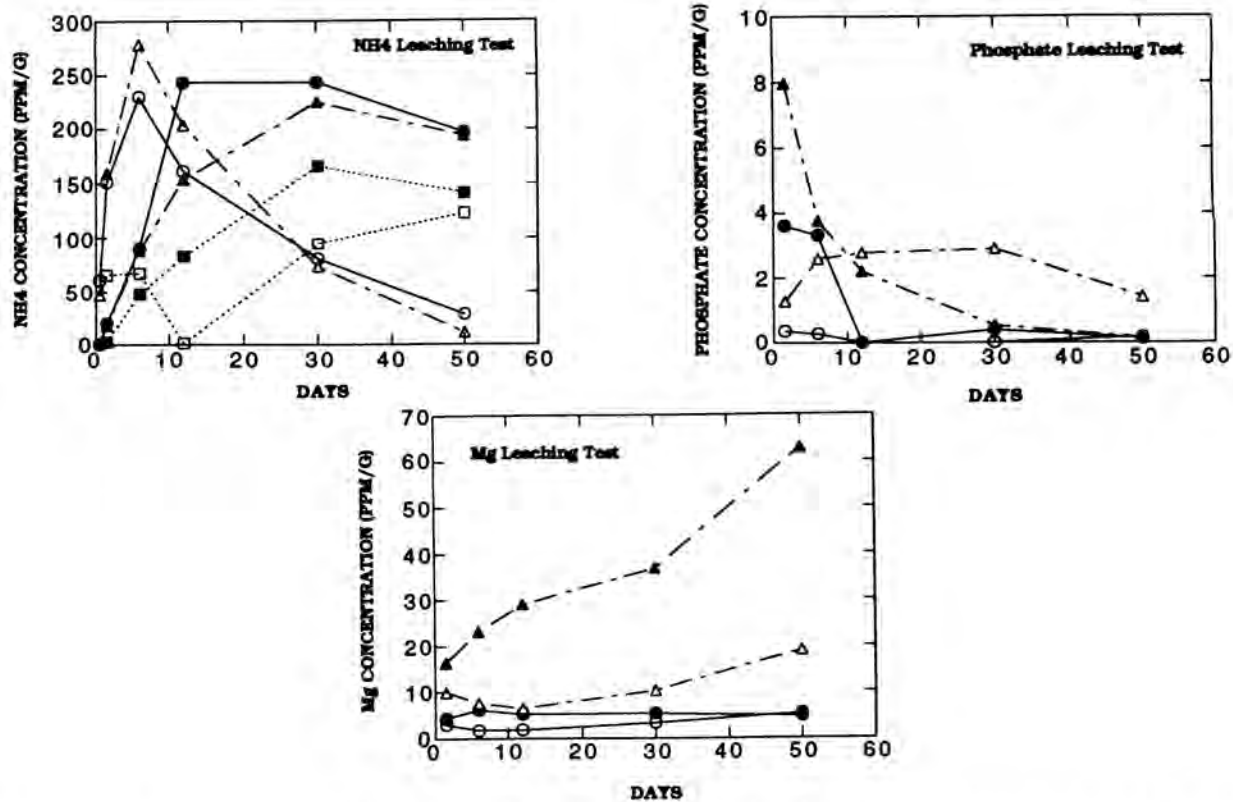 NH4 Leaching Test
NH4 CONCENTRATION (PPM/G)
300
250
200
150
100
50
0
0 10 20 30 40 50 60
DAYS
Phosphate Leaching Test
PHOSPHATE CONCENTRATION (PPM/G)
10
8
6
4
2
0
0 10 20 30 40 50 60
DAYS
Mg Leaching Test
Mg CONCENTRATION (PPM/G)
70
60
50
40
30
20
10
0
0 10 20 30 40 50 60
DAYS